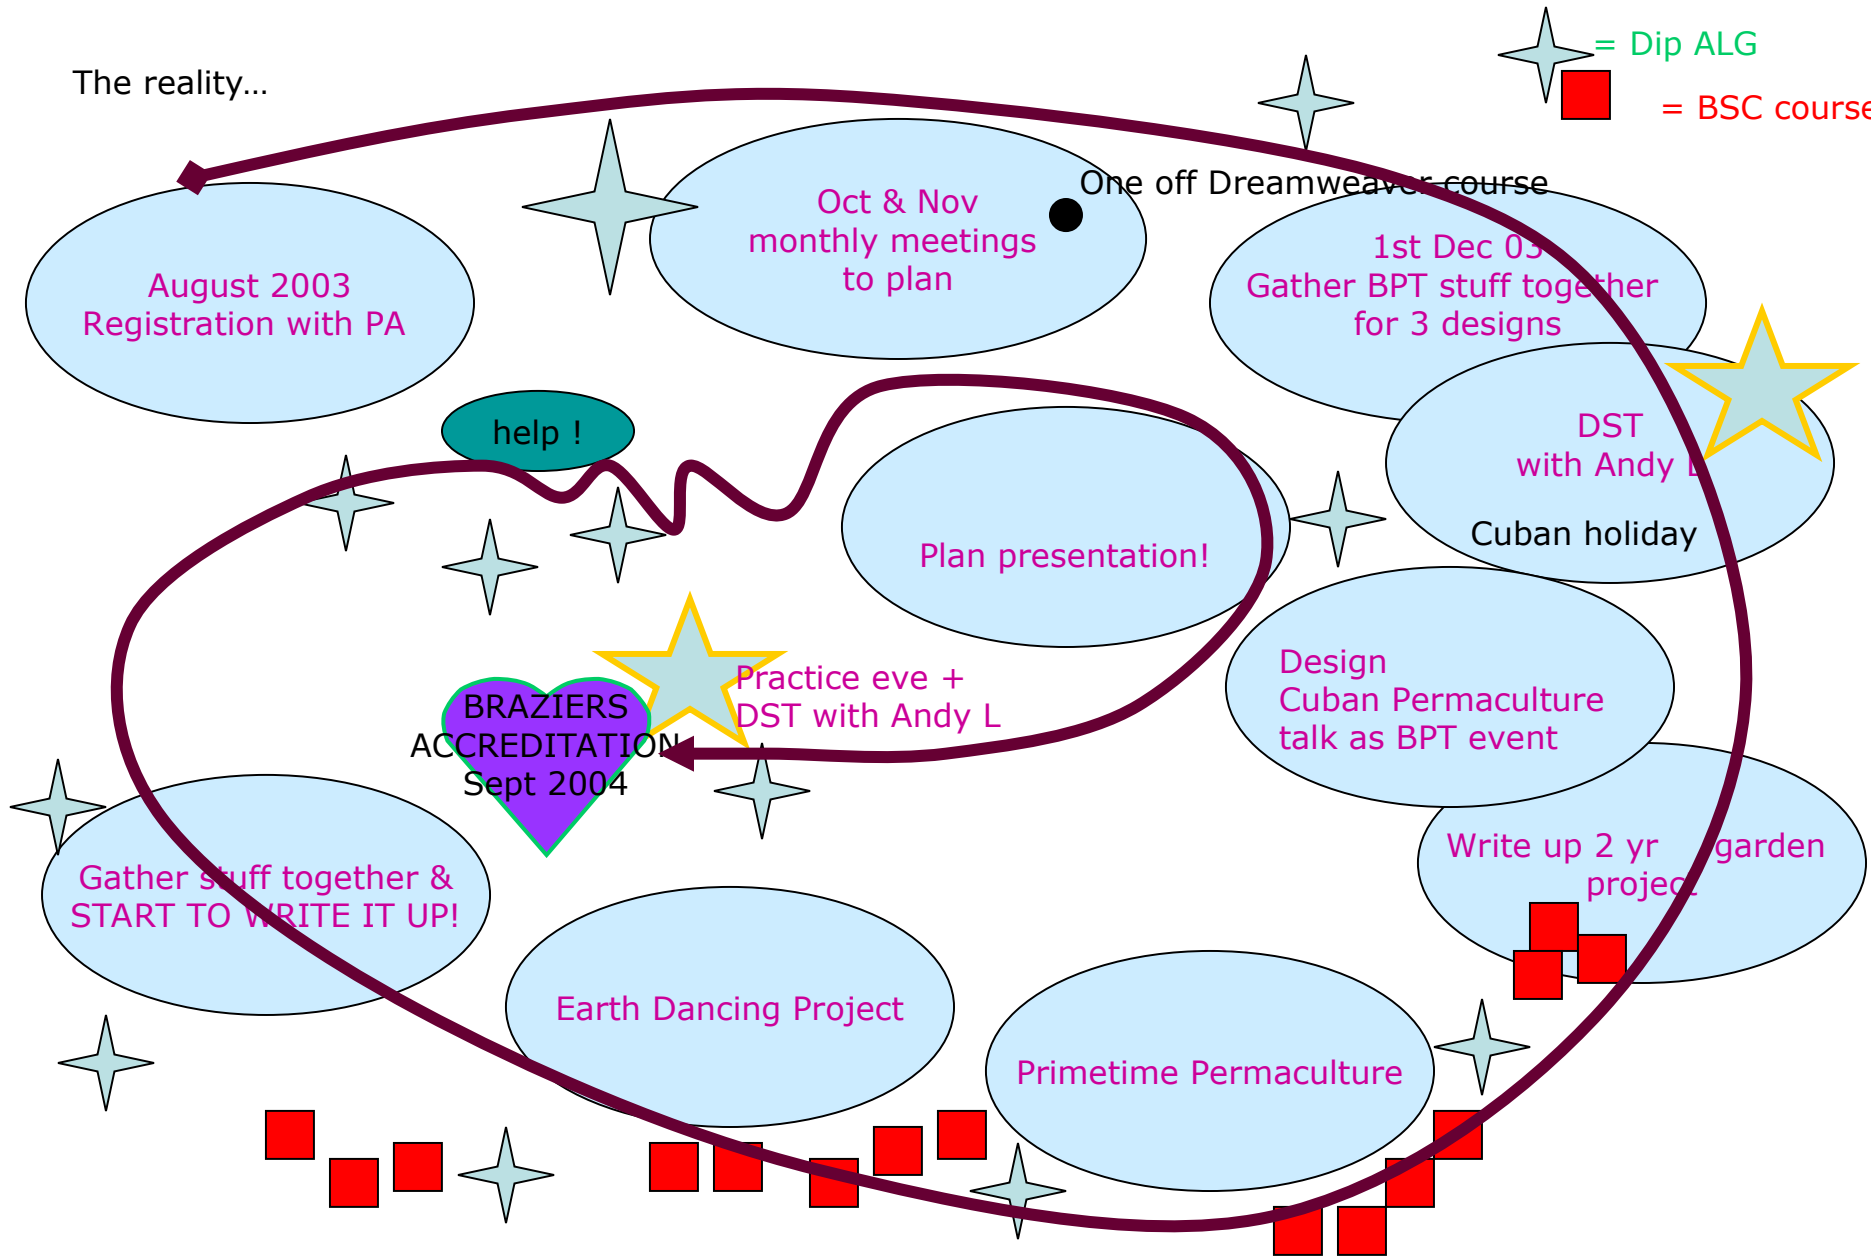 The reality…
= Dip ALG
= BSC course
August 2003
Registration with PA
Oct & Nov
monthly meetings
to plan
One off Dreamweaver course
1st Dec 03
Gather BPT stuff together
for 3 designs
DST
with Andy L
Cuban holiday
Design
Cuban Permaculture
talk as BPT event
Write up 2 yr garden
project
Primetime Permaculture
Earth Dancing Project
Gather stuff together &
START TO WRITE IT UP!
help !
Plan presentation!
Practice eve +
DST with Andy L
BRAZIERS
ACCREDITATION
Sept 2004